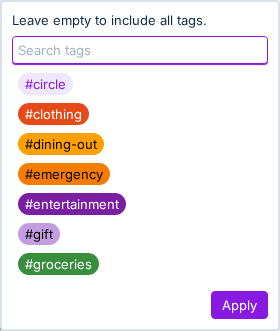 Leave empty to include all tags.
Search tags
#circle
#clothing
#dining-out
#emergency
#entertainment
#gift
#groceries
Apply